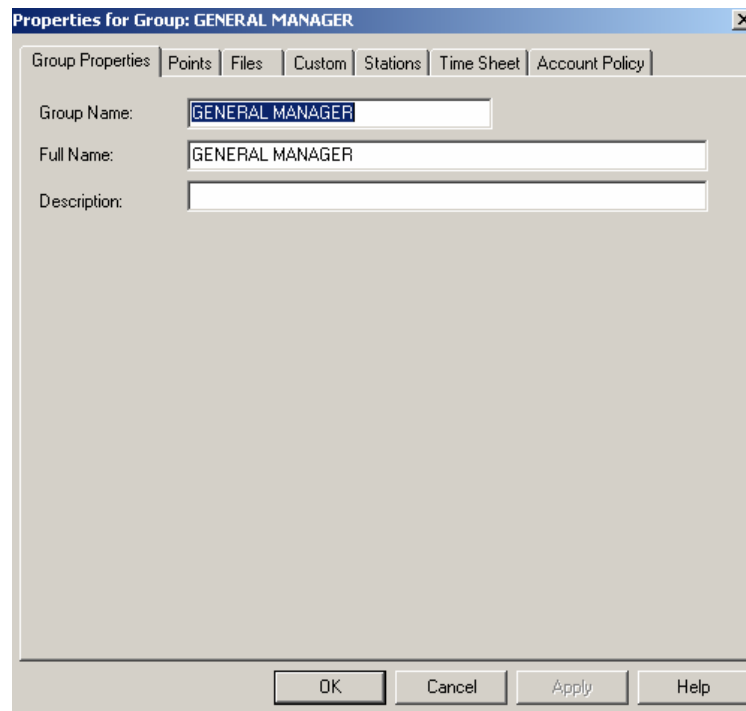 Properties for Group: GENERAL MANAGER
Group Properties Points Files Custom Stations Time Sheet Account Policy
Group Name: GENERAL MANAGER
Full Name: GENERAL MANAGER
Description:
OK Cancel Apply Help